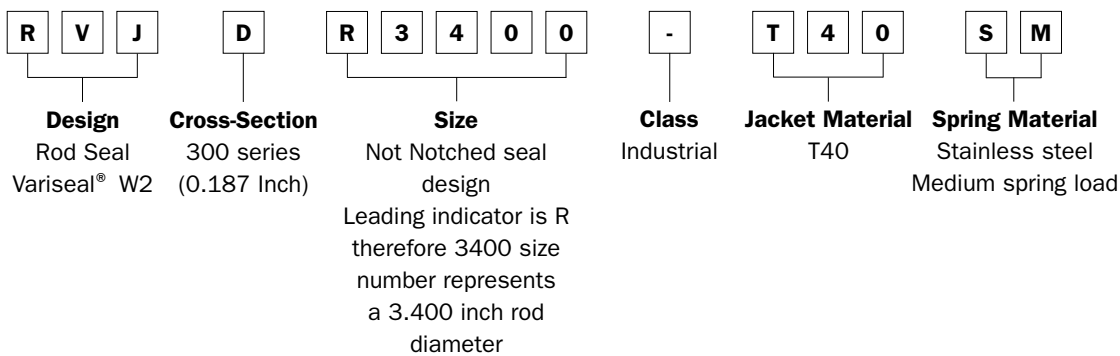 R V J D R 3 4 0 0 - T 4 0 S M
Design
Rod Seal
Variseal® W2
Cross-Section
300 series
(0.187 Inch)
Size
Not Notched seal
design
Leading indicator is R
therefore 3400 size
number represents
a 3.400 inch rod
diameter
Class
Industrial
Jacket Material
T40
Spring Material
Stainless steel
Medium spring load